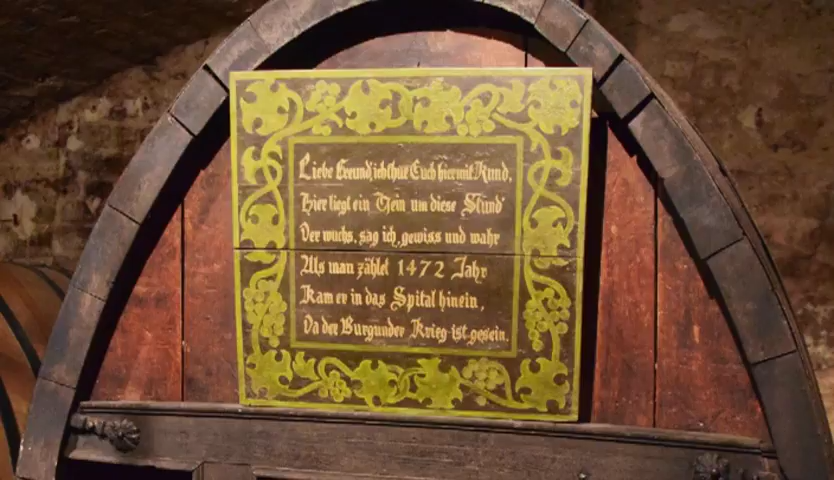 Liebe Freund, ich thue Euch hiermit Kund,
Hier liegt ein Wein um diese Stund'
Der wuchs, sag ich, gewiss und wahr
Als man zählet 1472 Jahr
Kam er in das Spital hinein,
Da der Burgunder Krieg ist gesein.